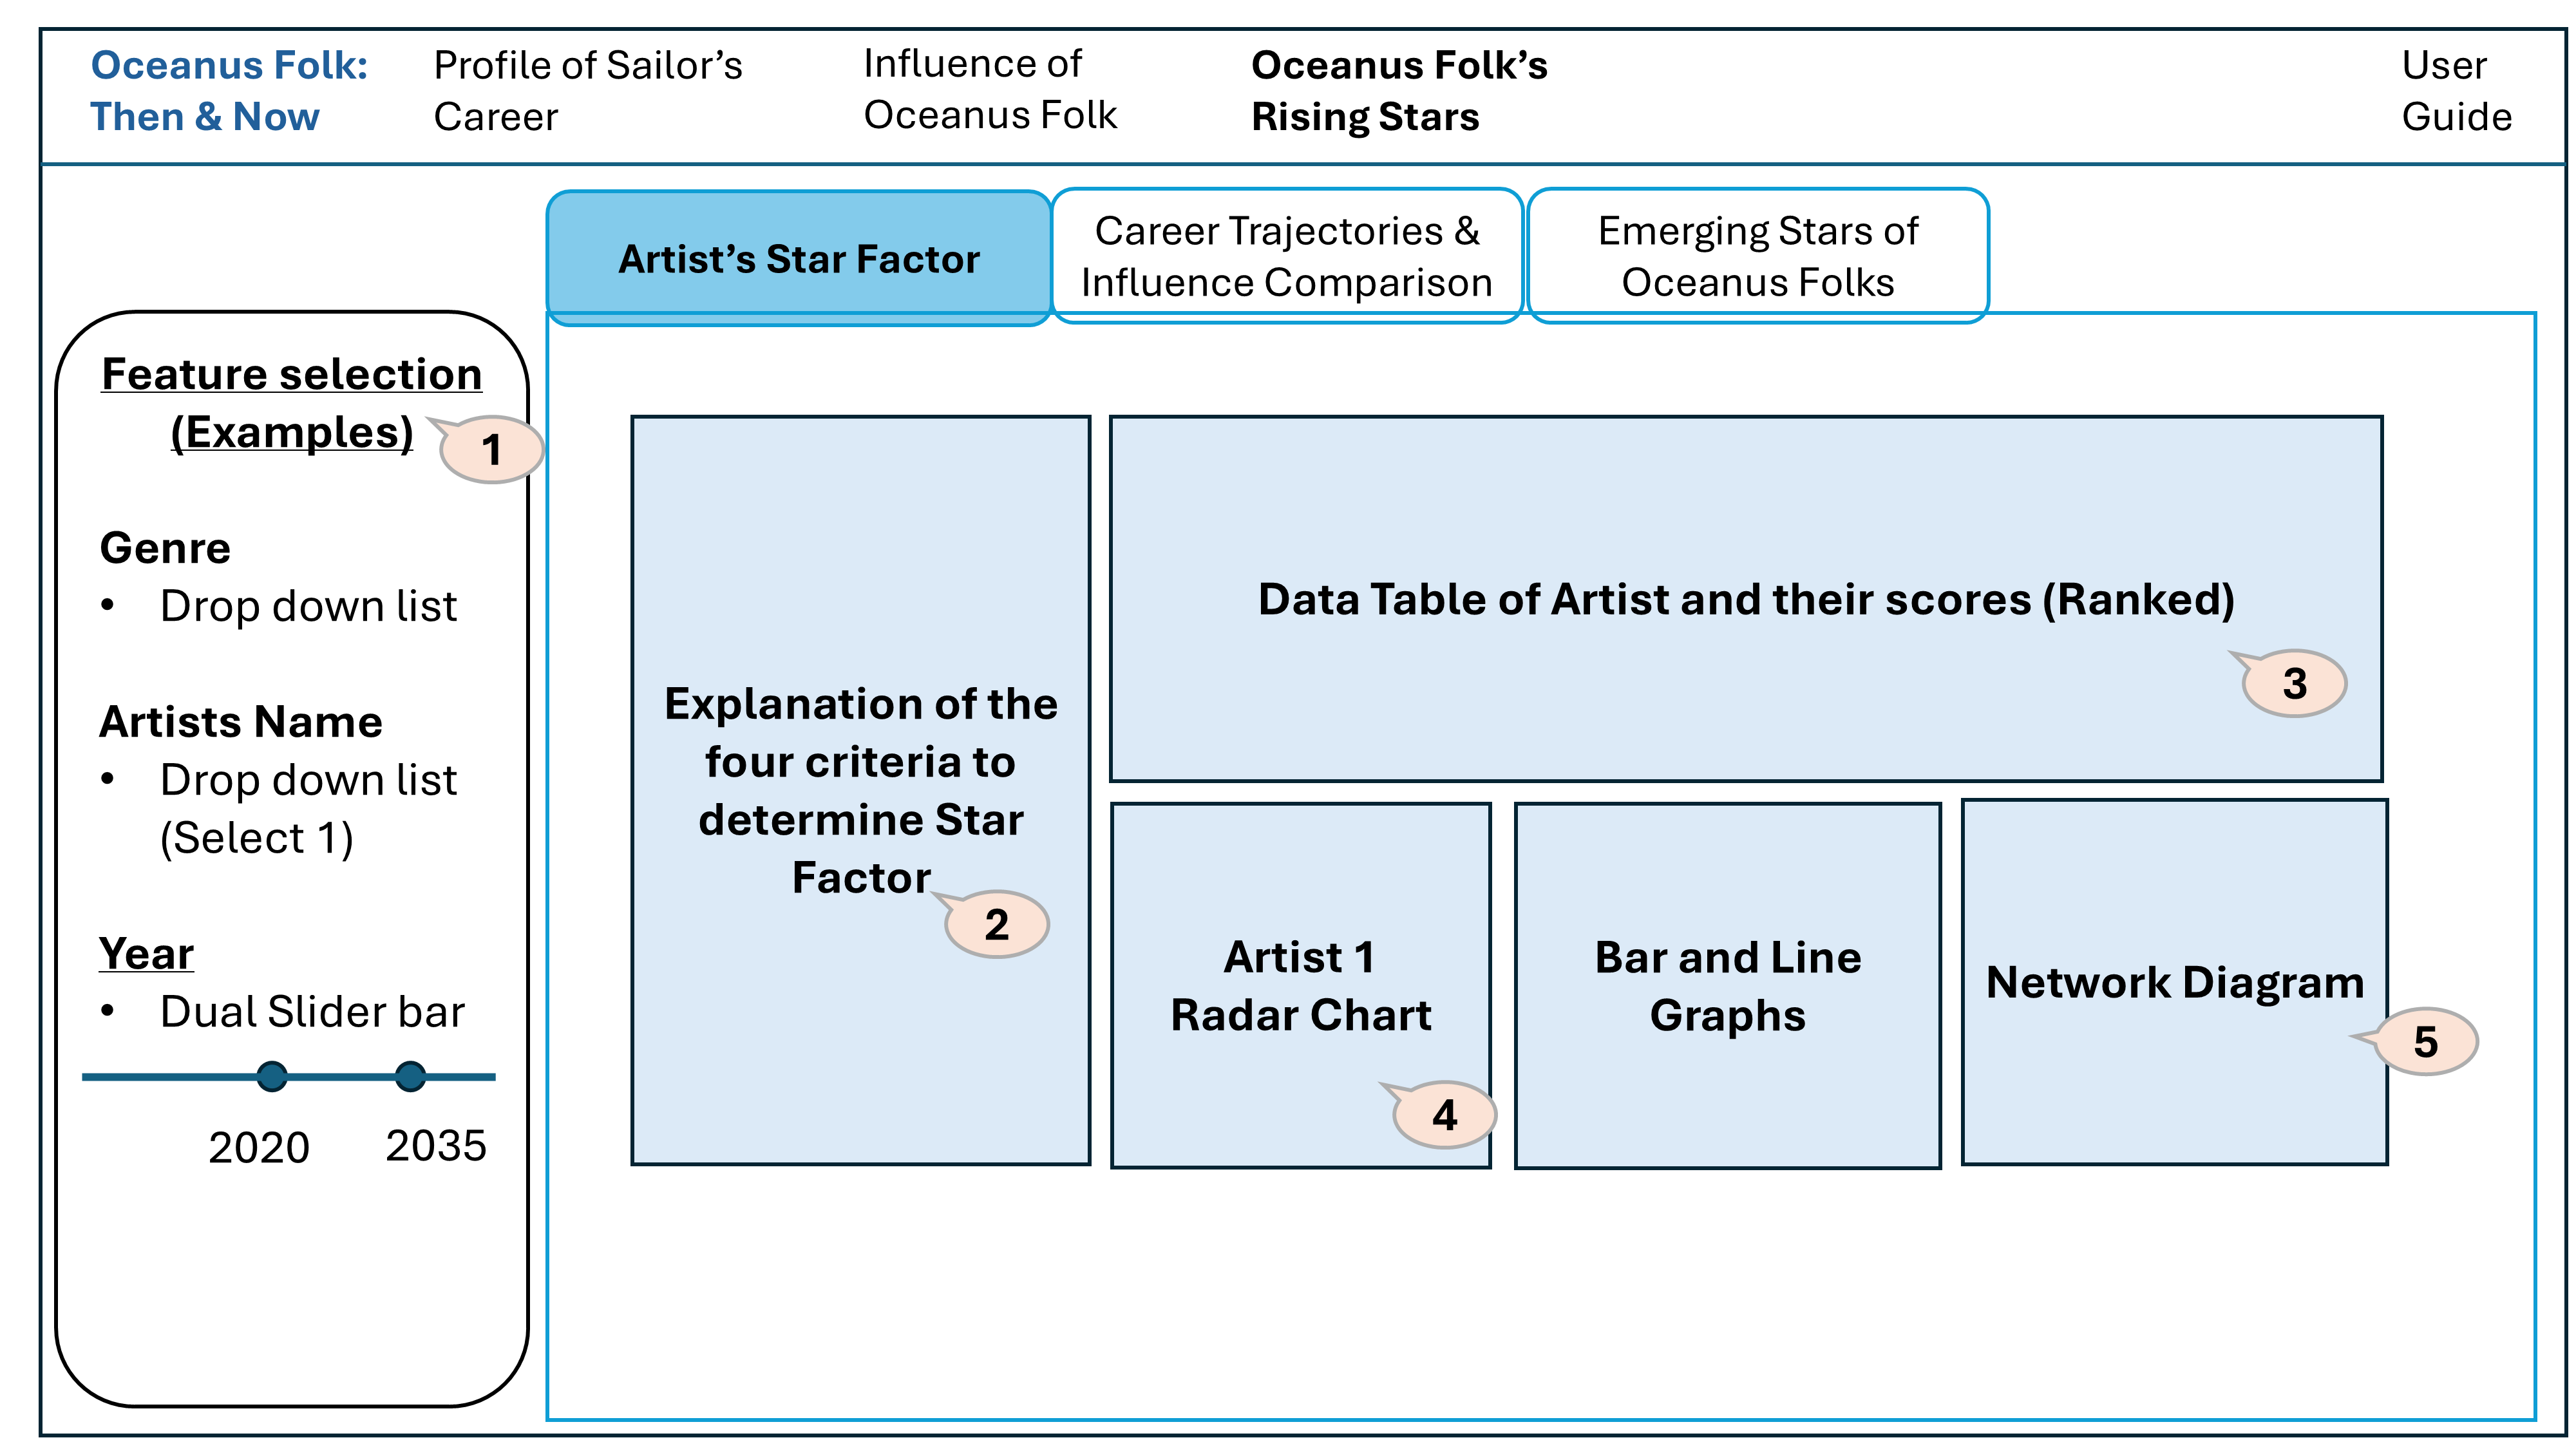 Oceanus Folk:
Then & Now
Profile of Sailor’s
Career
Influence of
Oceanus Folk
Oceanus Folk’s
Rising Stars
User
Guide
Artist’s Star Factor
Career Trajectories &
Influence Comparison
Emerging Stars of
Oceanus Folks
Feature selection
(Examples)
1
Genre
• Drop down list
Artists Name
• Drop down list
(Select 1)
Year
• Dual Slider bar
2020
2035
Explanation of the
four criteria to
determine Star
Factor
2
Data Table of Artist and their scores (Ranked)
3
Artist 1
Radar Chart
4
Bar and Line
Graphs
Network Diagram
5